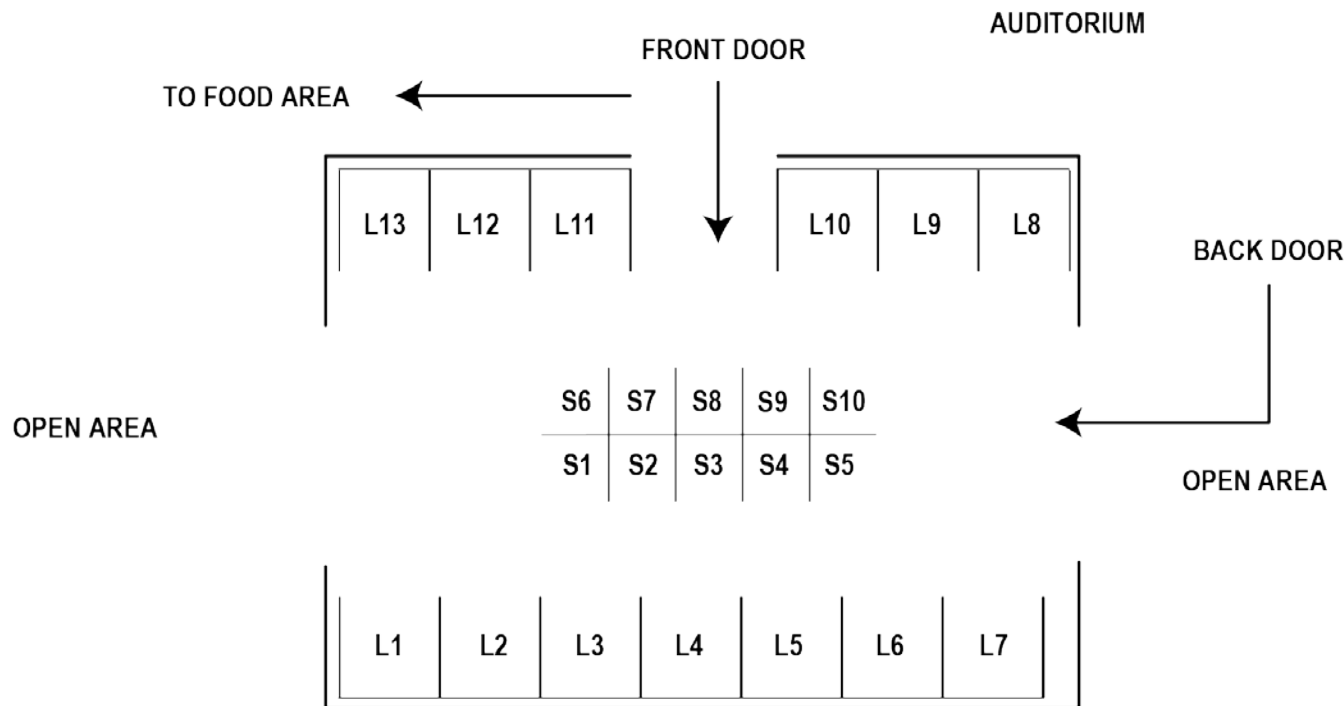 AUDITORIUM
FRONT DOOR
TO FOOD AREA
L13 L12 L11 L10 L9 L8
BACK DOOR
S6 S7 S8 S9 S10
OPEN AREA
S1 S2 S3 S4 S5
OPEN AREA
L1 L2 L3 L4 L5 L6 L7